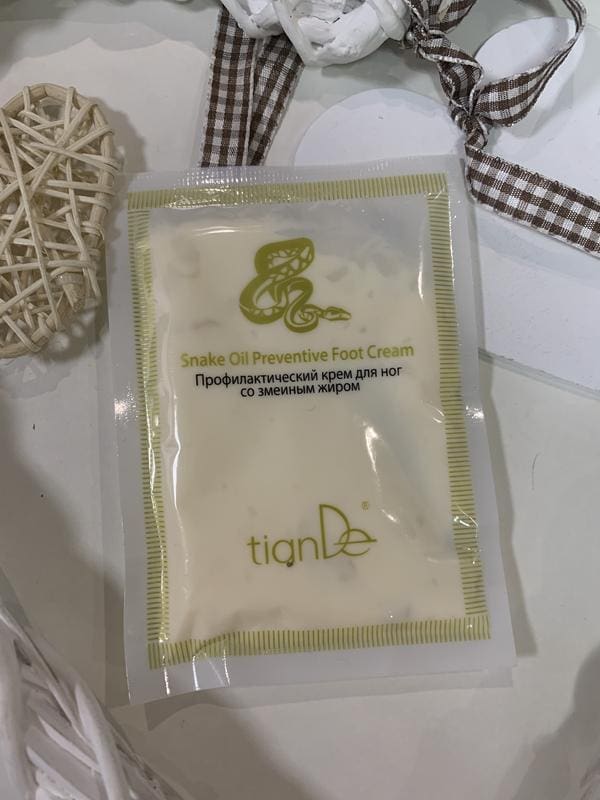 Snake Oil Preventive Foot Cream
Профилактический крем для ног
со змеиным жиром
tianDe®